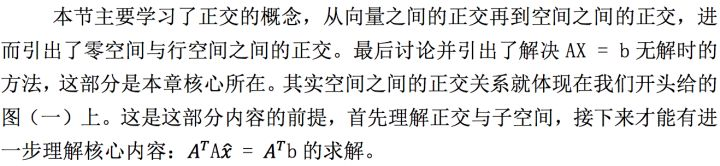 本节主要学习了正交的概念，从向量之间的正交再到空间之间的正交，进
而引出了零空间与行空间之间的正交。最后讨论并引出了解决 AX = b 无解时的
方法，这部分是本章核心所在。其实空间之间的正交关系就体现在我们开头给的
图（一）上。这是这部分内容的前提，首先理解正交与子空间，接下来才能有进
一步理解核心内容：AᵀAx̂ = Aᵀb 的求解。